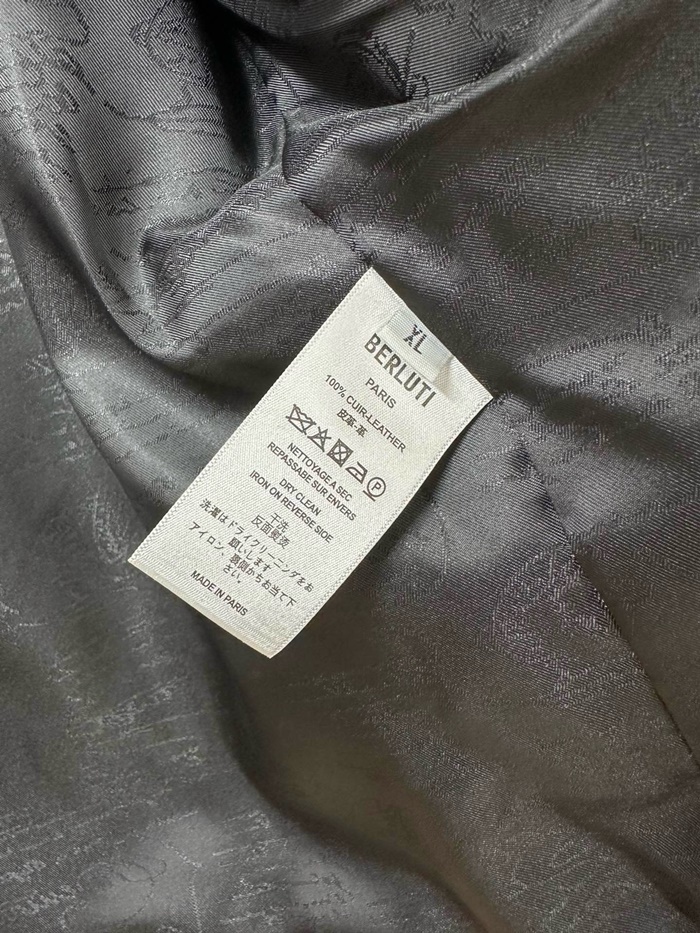 XL
BERLUTI
PARIS
100% CUIR-LEATHER
皮革-革
P
NETTOYAGE A SEC
REPASSABE SUR ENVERS
DRY CLEAN
IRON ON REVERSE SIDE
干洗
反面熨烫
洗濯はドライクリーニングをお
願いします
アイロン、裏側からお当て下
さい。
MADE IN PARIS